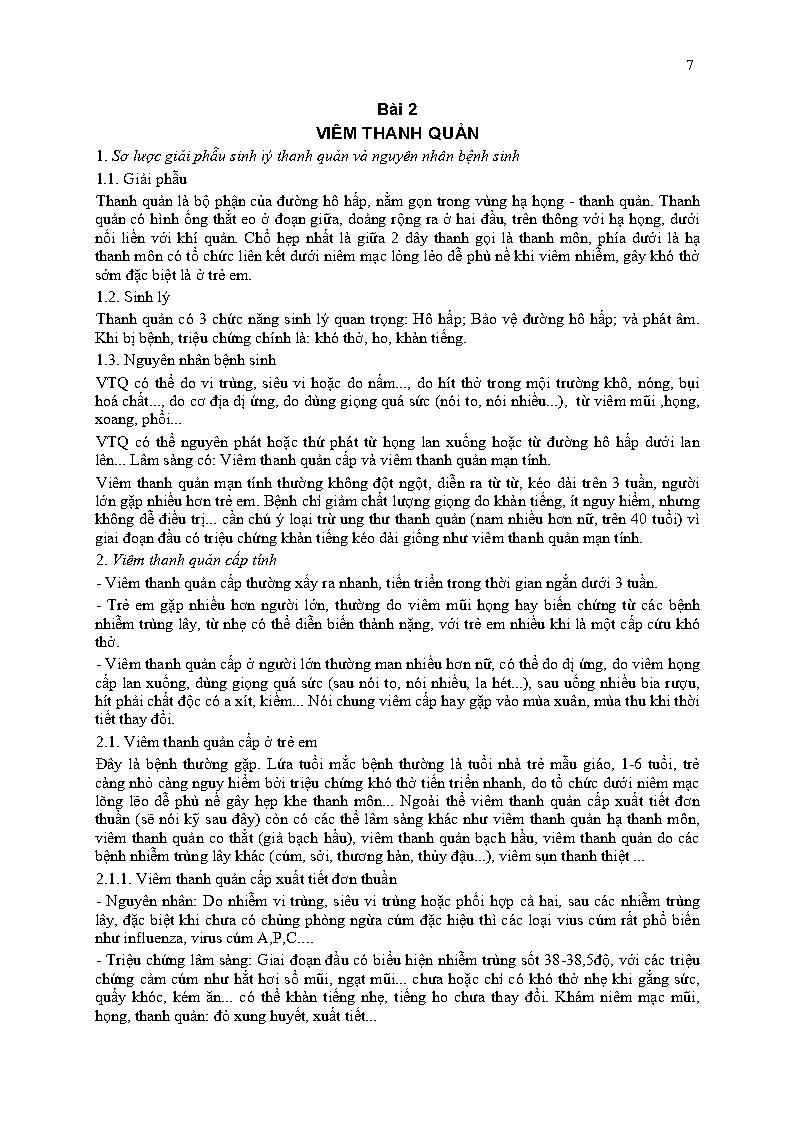 7
Bài 2
VIÊM THANH QUẢN
1. Sơ lược giải phẫu sinh lý thanh quản và nguyên nhân bệnh sinh
1.1. Giải phẫu
Thanh quản là bộ phận của đường hô hấp, nằm gọn trong vùng hạ họng - thanh quản. Thanh
quản có hình ống thắt eo ở đoạn giữa, doảng rộng ra ở hai đầu, trên thông với hạ họng, dưới
nối liền với khí quản. Chổ hẹp nhất là giữa 2 dây thanh gọi là thanh môn, phía dưới là hạ
thanh môn có tổ chức liên kết dưới niêm mạc lỏng lẻo dễ phù nề khi viêm nhiễm, gây khó thở
sớm đặc biệt là ở trẻ em.
1.2. Sinh lý
Thanh quản có 3 chức năng sinh lý quan trọng: Hô hấp; Bảo vệ đường hô hấp; và phát âm.
Khi bị bệnh, triệu chứng chính là: khó thở, ho, khàn tiếng.
1.3. Nguyên nhân bệnh sinh
VTQ có thể do vi trùng, siêu vi hoặc do nấm..., do hít thở trong mội trường khô, nóng, bụi
hoá chất..., do cơ địa dị ứng, do dùng giọng quá sức (nói to, nói nhiều...), từ viêm mũi ,họng,
xoang, phổi...
VTQ có thể nguyên phát hoặc thứ phát từ họng lan xuống hoặc từ đường hô hấp dưới lan
lên... Lâm sàng có: Viêm thanh quản cấp và viêm thanh quản mạn tính.
Viêm thanh quản mạn tính thường không đột ngột, diễn ra từ từ, kéo dài trên 3 tuần, người
lớn gặp nhiều hơn trẻ em. Bệnh chỉ giảm chất lượng giọng do khàn tiếng, ít nguy hiểm, nhưng
không dễ điều trị... cần chú ý loại trừ ung thư thanh quản (nam nhiều hơn nữ, trên 40 tuổi) vì
giai đoạn đầu có triệu chứng khàn tiếng kéo dài giống như viêm thanh quản mạn tính.
2. Viêm thanh quản cấp tính
- Viêm thanh quản cấp thường xẩy ra nhanh, tiến triển trong thời gian ngắn dưới 3 tuần.
- Trẻ em gặp nhiều hơn người lớn, thường do viêm mũi họng hay biến chứng từ các bệnh
nhiễm trùng lây, từ nhẹ có thể diễn biến thành nặng, với trẻ em nhiều khi là một cấp cứu khó
thở.
- Viêm thanh quản cấp ở người lớn thường man nhiều hơn nữ, có thể do dị ứng, do viêm họng
cấp lan xuống, dùng giọng quá sức (sau nói to, nói nhiều, la hét...), sau uống nhiều bia rượu,
hít phải chất độc có a xít, kiềm... Nói chung viêm cấp hay gặp vào mùa xuân, mùa thu khi thời
tiết thay đổi.
2.1. Viêm thanh quản cấp ở trẻ em
Đây là bệnh thường gặp. Lứa tuổi mắc bệnh thường là tuổi nhà trẻ mẫu giáo, 1-6 tuổi, trẻ
càng nhỏ càng nguy hiểm bởi triệu chứng khó thở tiến triển nhanh, do tổ chức dưới niêm mạc
lõng lẽo dễ phù nề gây hẹp khe thanh môn... Ngoài thể viêm thanh quản cấp xuất tiết đơn
thuần (sẽ nói kỹ sau đây) còn có các thể lâm sàng khác như viêm thanh quản hạ thanh môn,
viêm thanh quản co thắt (giả bạch hầu), viêm thanh quản bạch hầu, viêm thanh quản do các
bệnh nhiễm trùng lây khác (cúm, sởi, thương hàn, thủy đậu...), viêm sụn thanh thiệt ...
2.1.1. Viêm thanh quản cấp xuất tiết đơn thuần
- Nguyên nhân: Do nhiễm vi trùng, siêu vi trùng hoặc phối hợp cả hai, sau các nhiễm trùng
lây, đặc biệt khi chưa có chủng phòng ngừa cúm đặc hiệu thì các loại vius cúm rất phổ biến
như influenza, virus cúm A,P,C....
- Triệu chứng lâm sàng: Giai đoạn đầu có biểu hiện nhiễm trùng sốt 38-38,5độ, với các triệu
chứng cảm cúm như hắt hơi sổ mũi, ngạt mũi... chưa hoặc chỉ có khó thở nhẹ khi gắng sức,
quấy khóc, kém ăn... có thể khàn tiếng nhẹ, tiếng ho chưa thay đổi. Khám niêm mạc mũi,
họng, thanh quản: đỏ xung huyết, xuất tiết...